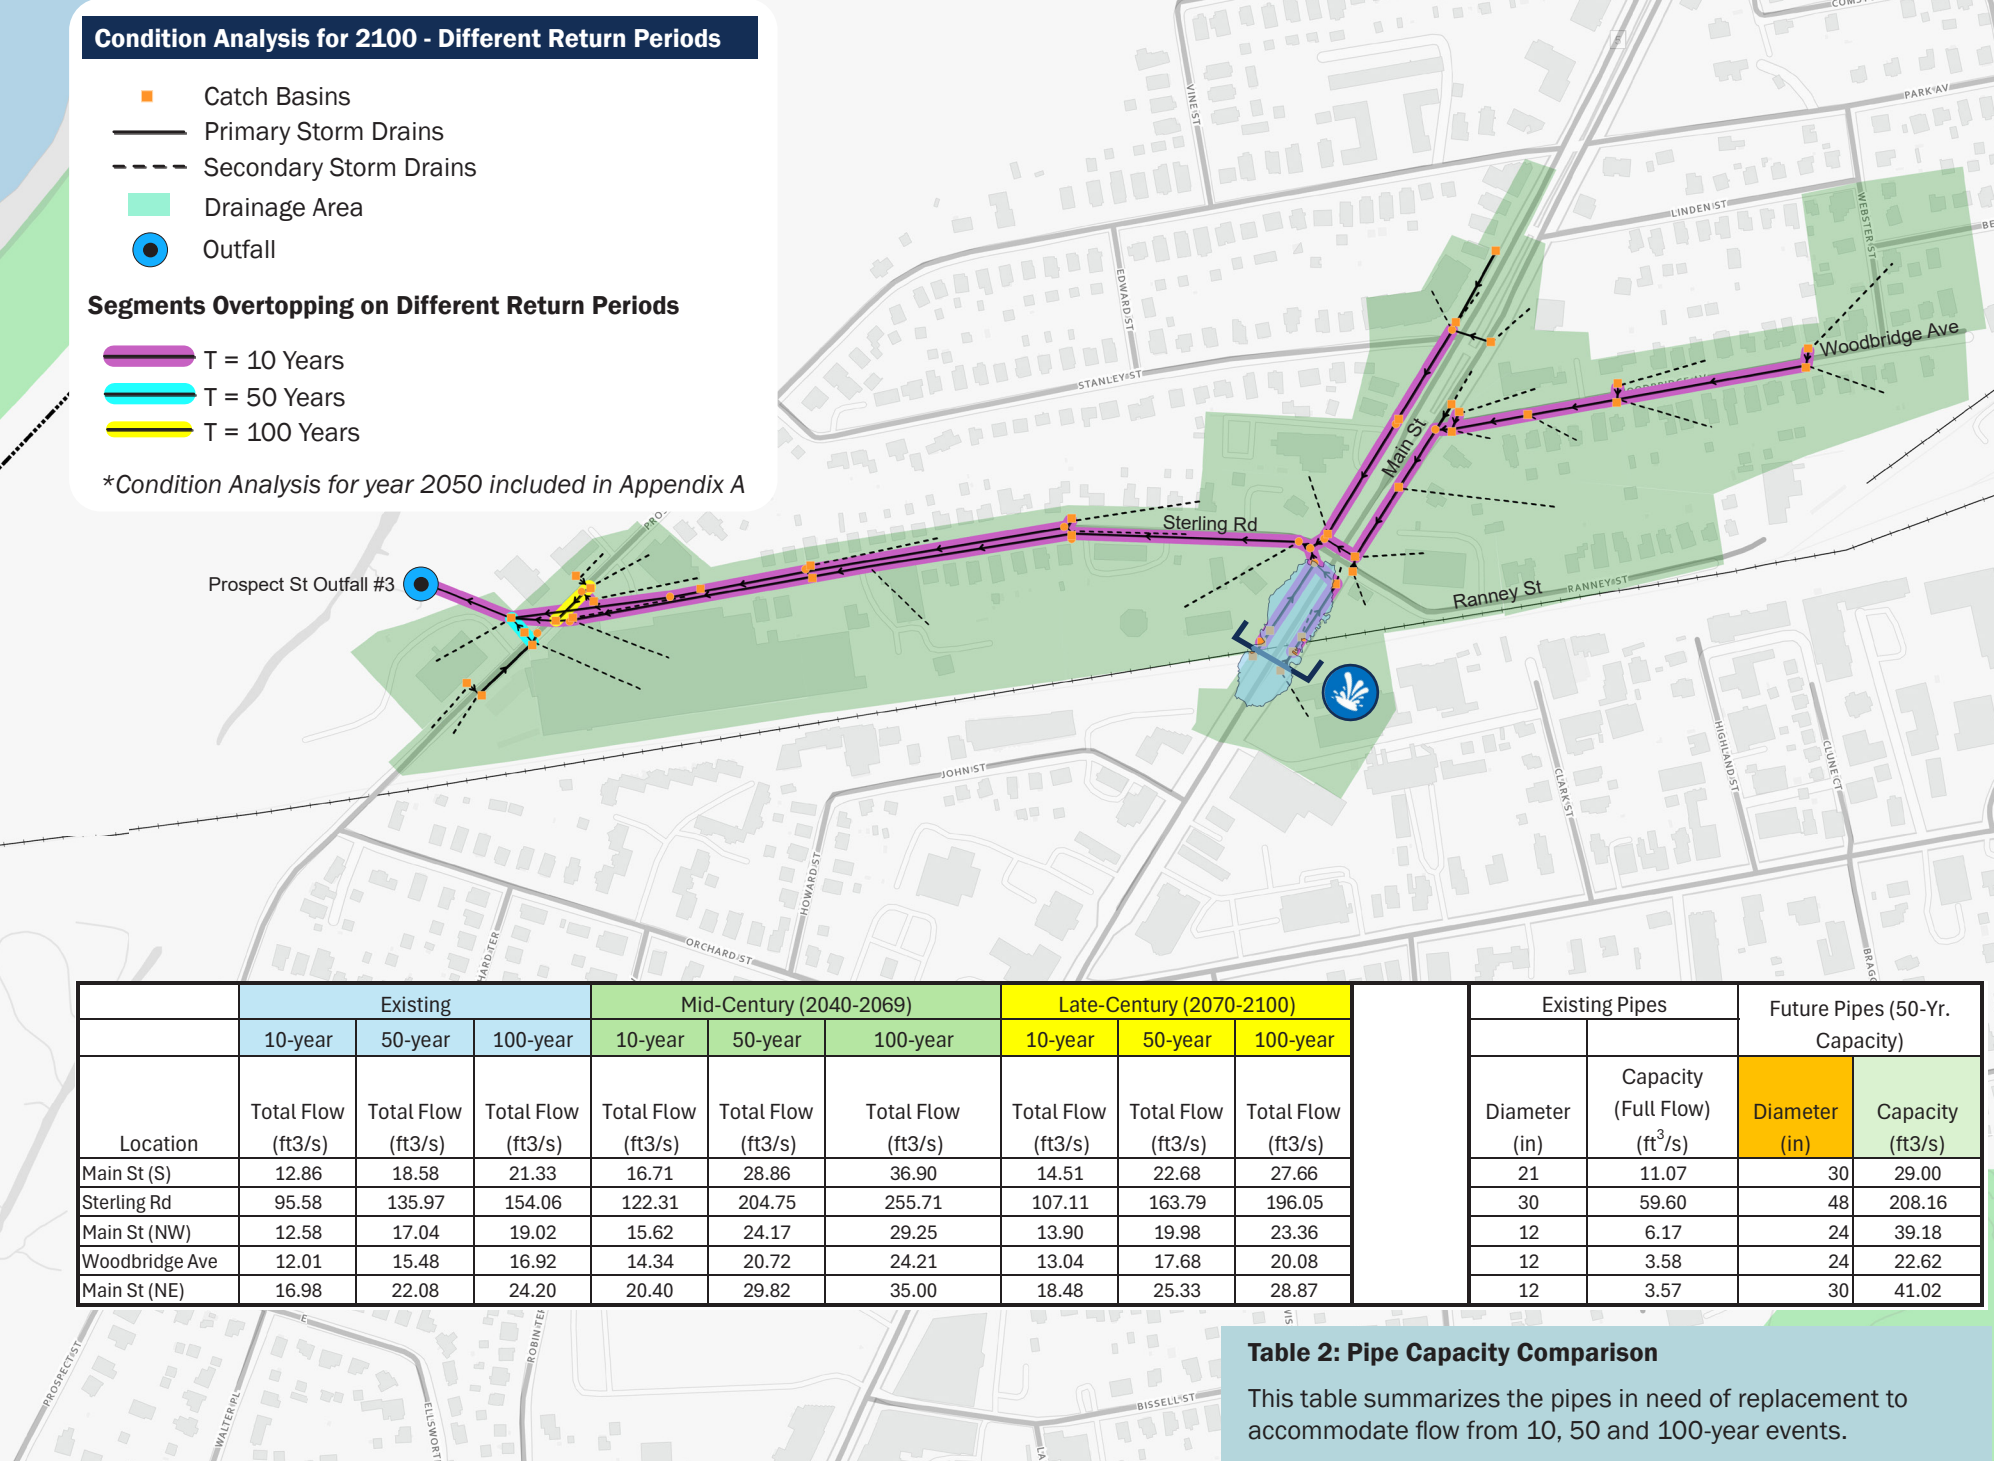 Condition Analysis for 2100 - Different Return Periods
Catch Basins
Primary Storm Drains
Secondary Storm Drains
Drainage Area
Outfall
Segments Overtopping on Different Return Periods
T = 10 Years
T = 50 Years
T = 100 Years
*Condition Analysis for year 2050 included in Appendix A
VINE ST
PARK AV
LINDEN ST
WEBSTER ST
EDWARD ST
STANLEY ST
Woodbridge Ave
Main St
Sterling Rd
Prospect St Outfall #3
Ranney St
RANNEY ST
JOHN ST
HOWARD ST
ORCHARD ST
CLARK ST
HIGHLAND ST
CLUNE CT
Existing Mid-Century (2040-2069) Late-Century (2070-2100) Existing Pipes Future Pipes (50-Yr. Capacity)
10-year 50-year 100-year 10-year 50-year 100-year 10-year 50-year 100-year
Location Total Flow (ft3/s) Total Flow (ft3/s) Total Flow (ft3/s) Total Flow (ft3/s) Total Flow (ft3/s) Total Flow (ft3/s) Total Flow (ft3/s) Total Flow (ft3/s) Total Flow (ft3/s) Diameter (in) Capacity (Full Flow) (ft³/s) Diameter (in) Capacity (ft3/s)
Main St (S) 12.86 18.58 21.33 16.71 28.86 36.90 14.51 22.68 27.66 21 11.07 30 29.00
Sterling Rd 95.58 135.97 154.06 122.31 204.75 255.71 107.11 163.79 196.05 30 59.60 48 208.16
Main St (NW) 12.58 17.04 19.02 15.62 24.17 29.25 13.90 19.98 23.36 12 6.17 24 39.18
Woodbridge Ave 12.01 15.48 16.92 14.34 20.72 24.21 13.04 17.68 20.08 12 3.58 24 22.62
Main St (NE) 16.98 22.08 24.20 20.40 29.82 35.00 18.48 25.33 28.87 12 3.57 30 41.02
PROSPECT ST
WALTER PL
BISSELL ST
Table 2: Pipe Capacity Comparison
This table summarizes the pipes in need of replacement to
accommodate flow from 10, 50 and 100-year events.